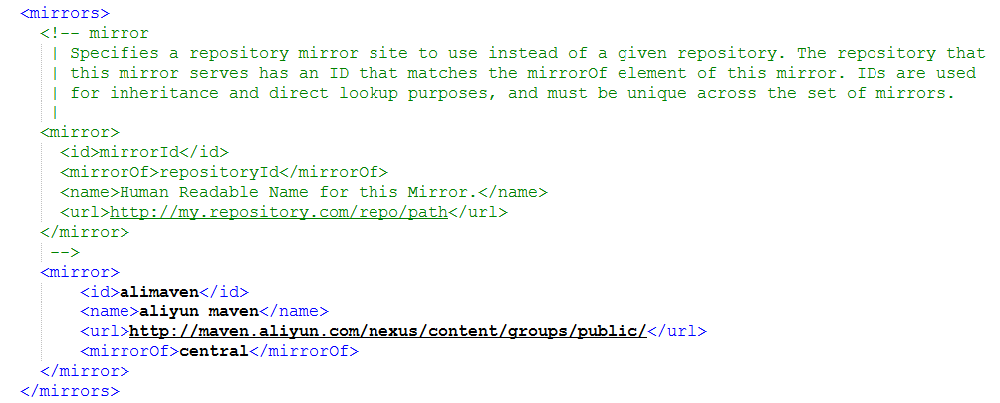 <mirrors>
<!-- mirror
| Specifies a repository mirror site to use instead of a given repository. The repository that
| this mirror serves has an ID that matches the mirrorOf element of this mirror. IDs are used
| for inheritance and direct lookup purposes, and must be unique across the set of mirrors.
|
<mirror>
<id>mirrorId</id>
<mirrorOf>repositoryId</mirrorOf>
<name>Human Readable Name for this Mirror.</name>
<url>http://my.repository.com/repo/path</url>
</mirror>
-->
<mirror>
<id>alimaven</id>
<name>aliyun maven</name>
<url>http://maven.aliyun.com/nexus/content/groups/public/</url>
<mirrorOf>central</mirrorOf>
</mirror>
</mirrors>